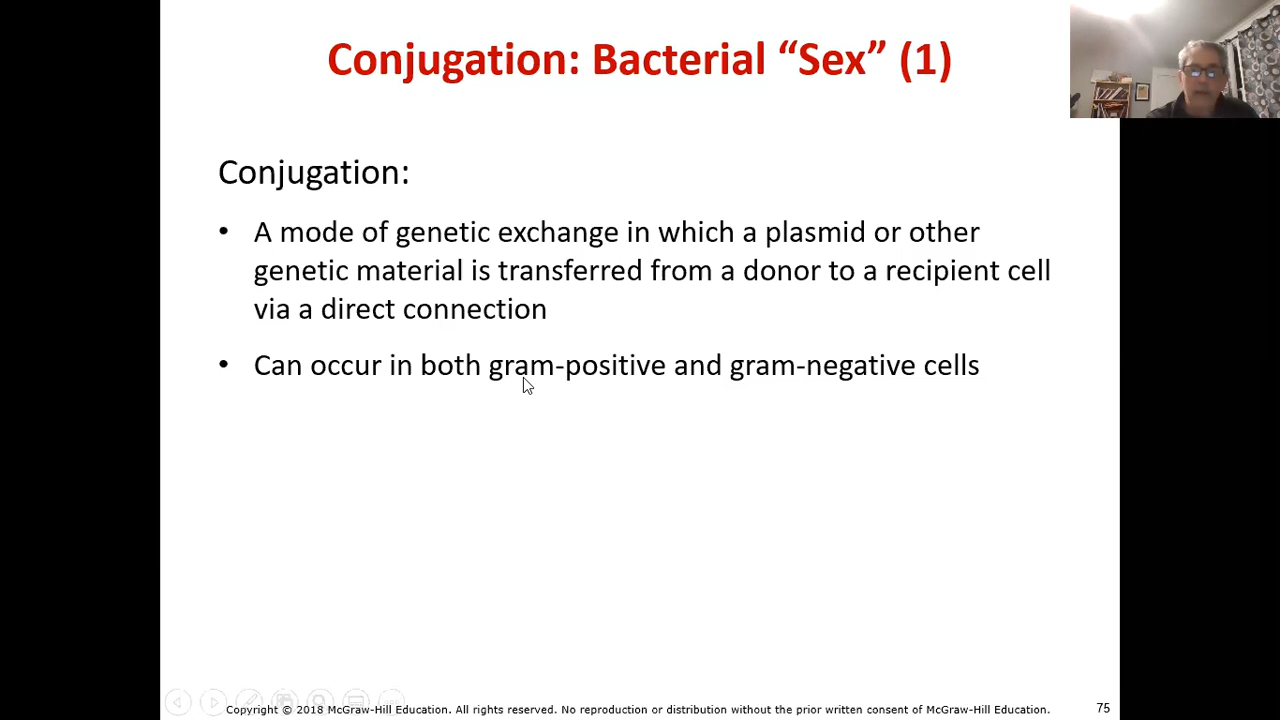 Conjugation: Bacterial “Sex” (1)
Conjugation:
• A mode of genetic exchange in which a plasmid or other
genetic material is transferred from a donor to a recipient cell
via a direct connection
• Can occur in both gram-positive and gram-negative cells
Copyright © 2018 McGraw-Hill Education. All rights reserved. No reproduction or distribution without the prior written consent of McGraw-Hill Education.
75